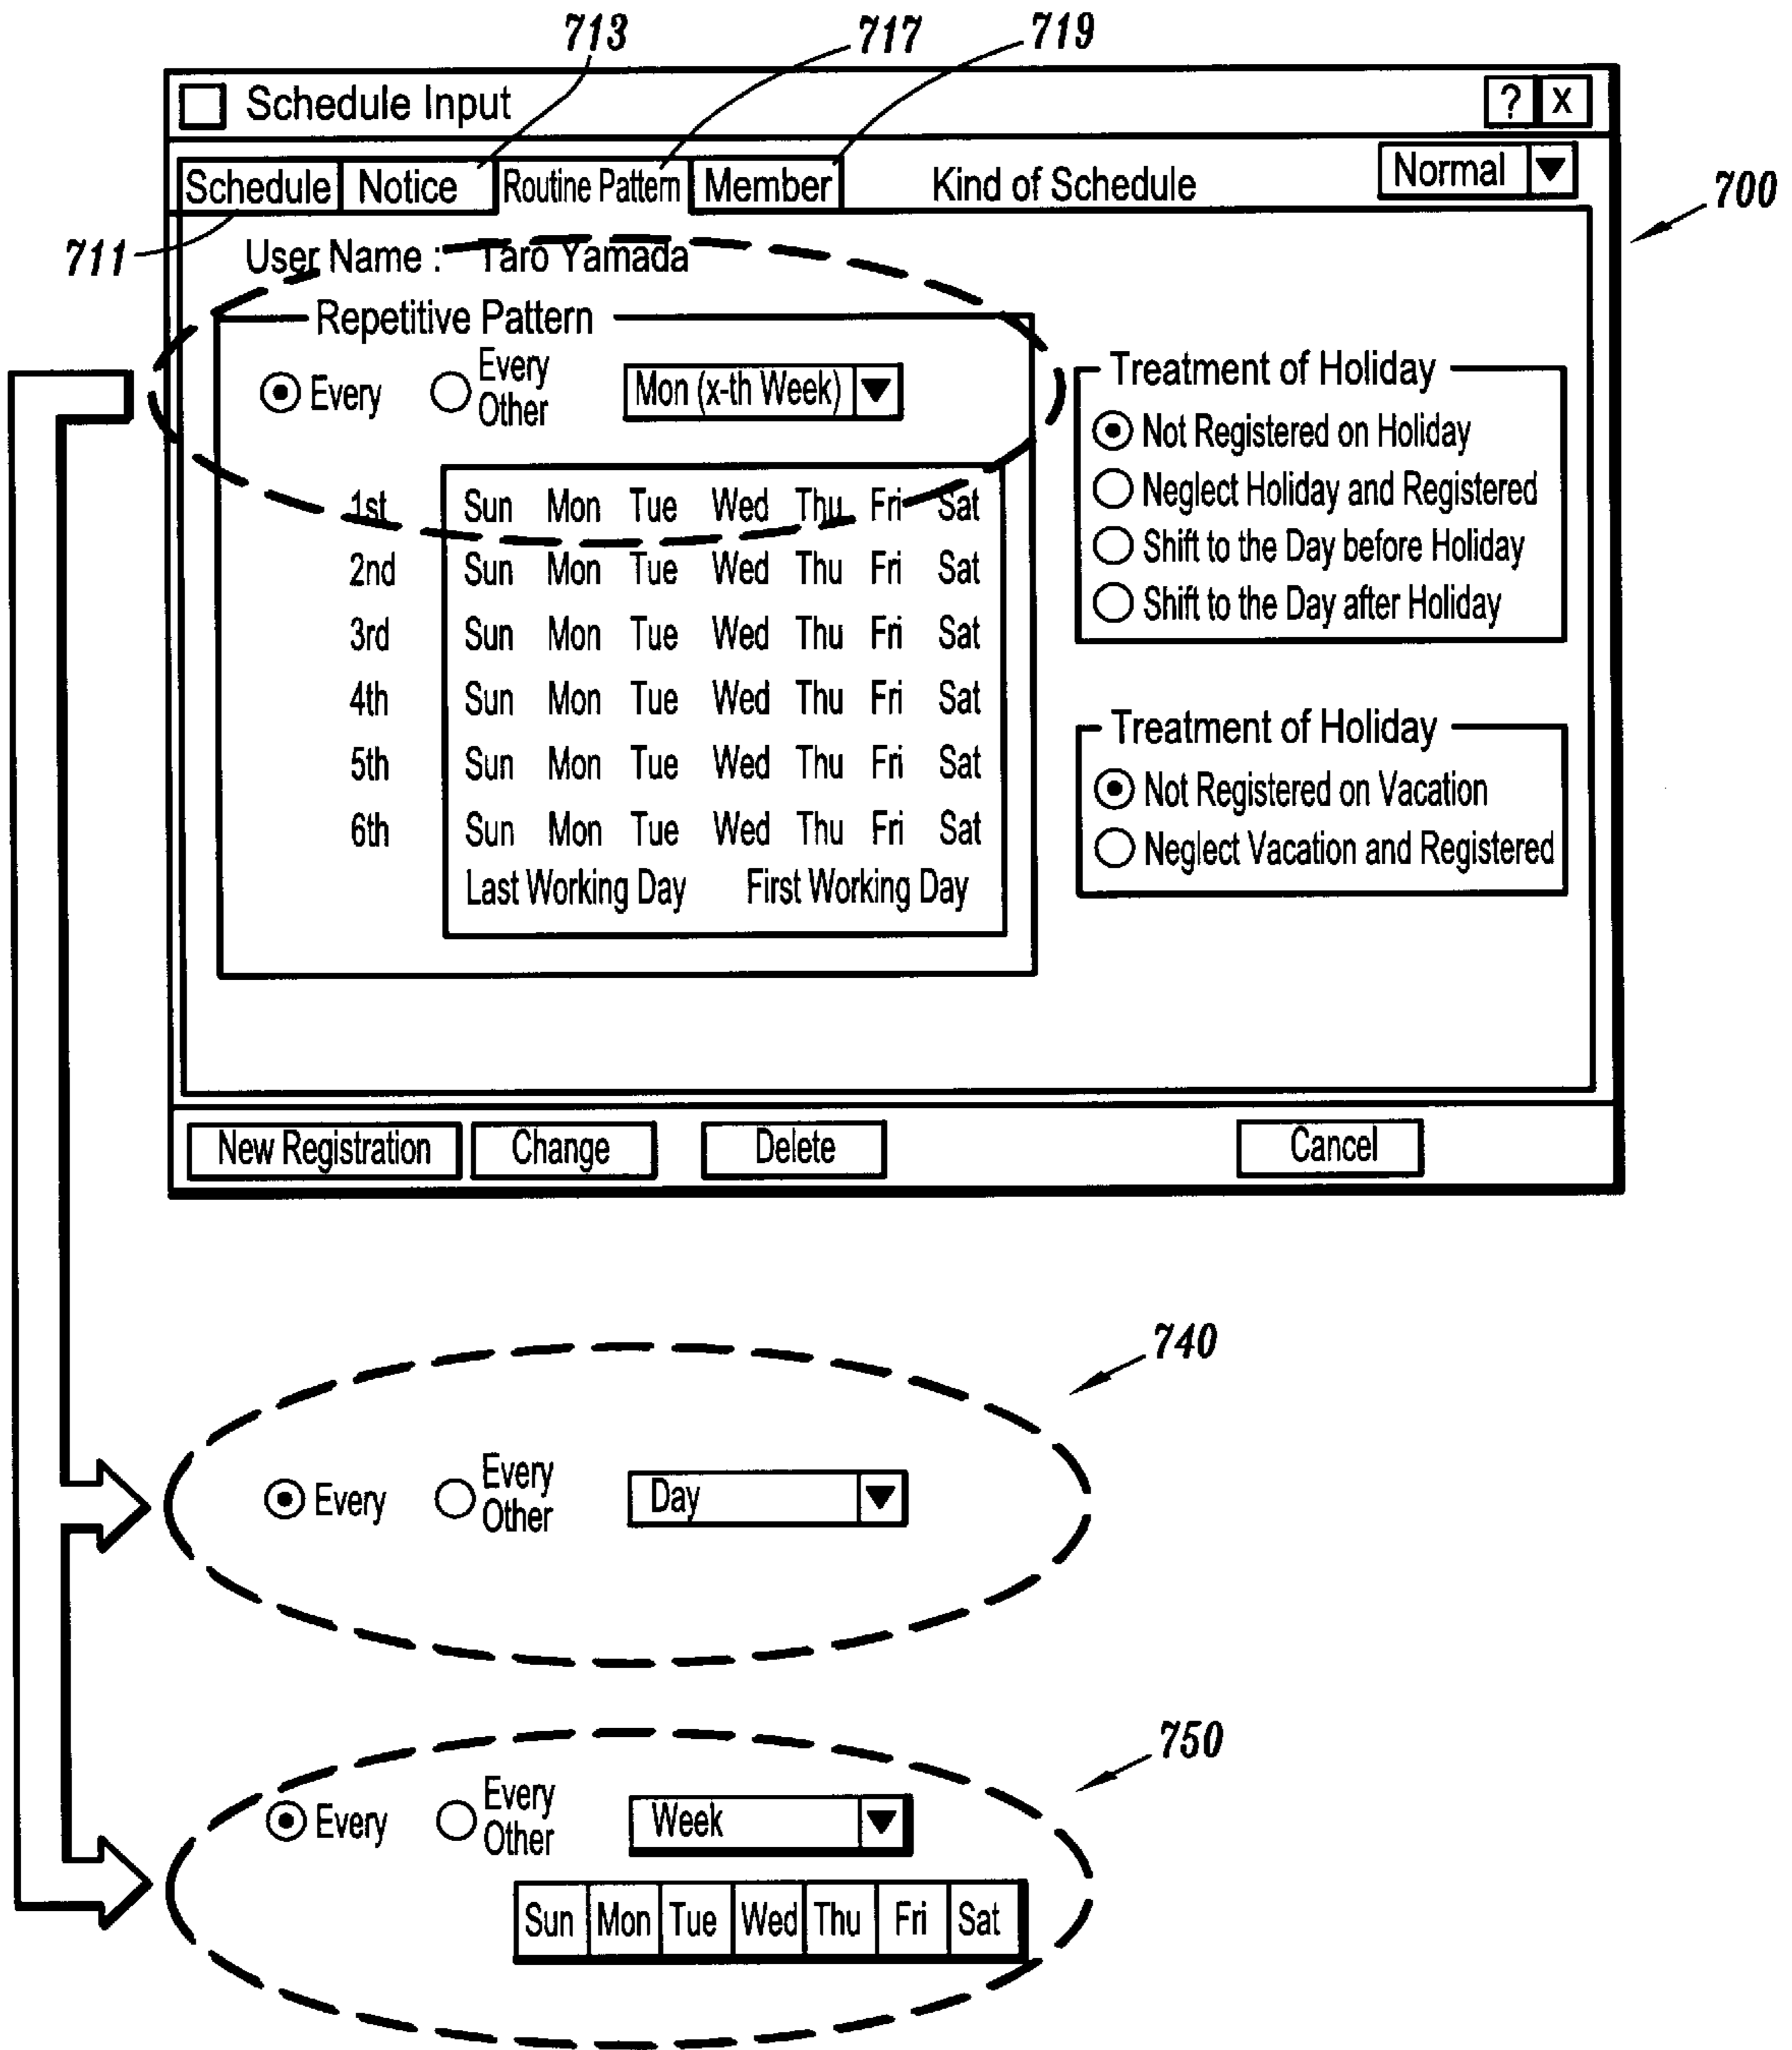 713
717
719
Schedule Input
? X
Schedule Notice Routine Pattern Member Kind of Schedule Normal
700
711
User Name : Taro Yamada
Repetitive Pattern
Every Every Other Mon (x-th Week)
1st Sun Mon Tue Wed Thu Fri Sat
2nd Sun Mon Tue Wed Thu Fri Sat
3rd Sun Mon Tue Wed Thu Fri Sat
4th Sun Mon Tue Wed Thu Fri Sat
5th Sun Mon Tue Wed Thu Fri Sat
6th Sun Mon Tue Wed Thu Fri Sat
Last Working Day First Working Day
Treatment of Holiday
Not Registered on Holiday
Neglect Holiday and Registered
Shift to the Day before Holiday
Shift to the Day after Holiday
Treatment of Holiday
Not Registered on Vacation
Neglect Vacation and Registered
New Registration Change Delete Cancel
740
Every Every Other Day
750
Every Every Other Week
Sun Mon Tue Wed Thu Fri Sat